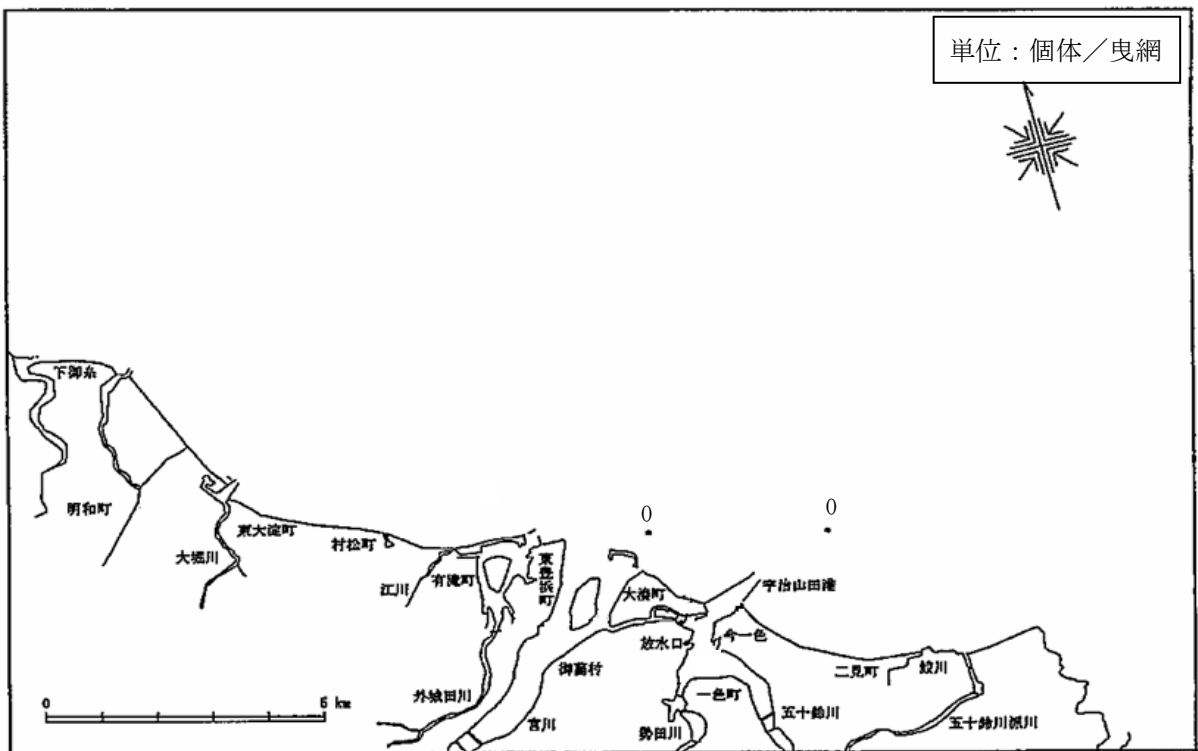 単位:個体/曳網
下御糸
明和町
大堀川
東大淀町
村松町
江川
有滝町
東豊浜町
0
0
大湊町
宇治山田港
放水口
今一色
御薗村
二見町
外城田川
宮川
勢田川
一色町
五十鈴川
五十鈴川派川
0
5 km